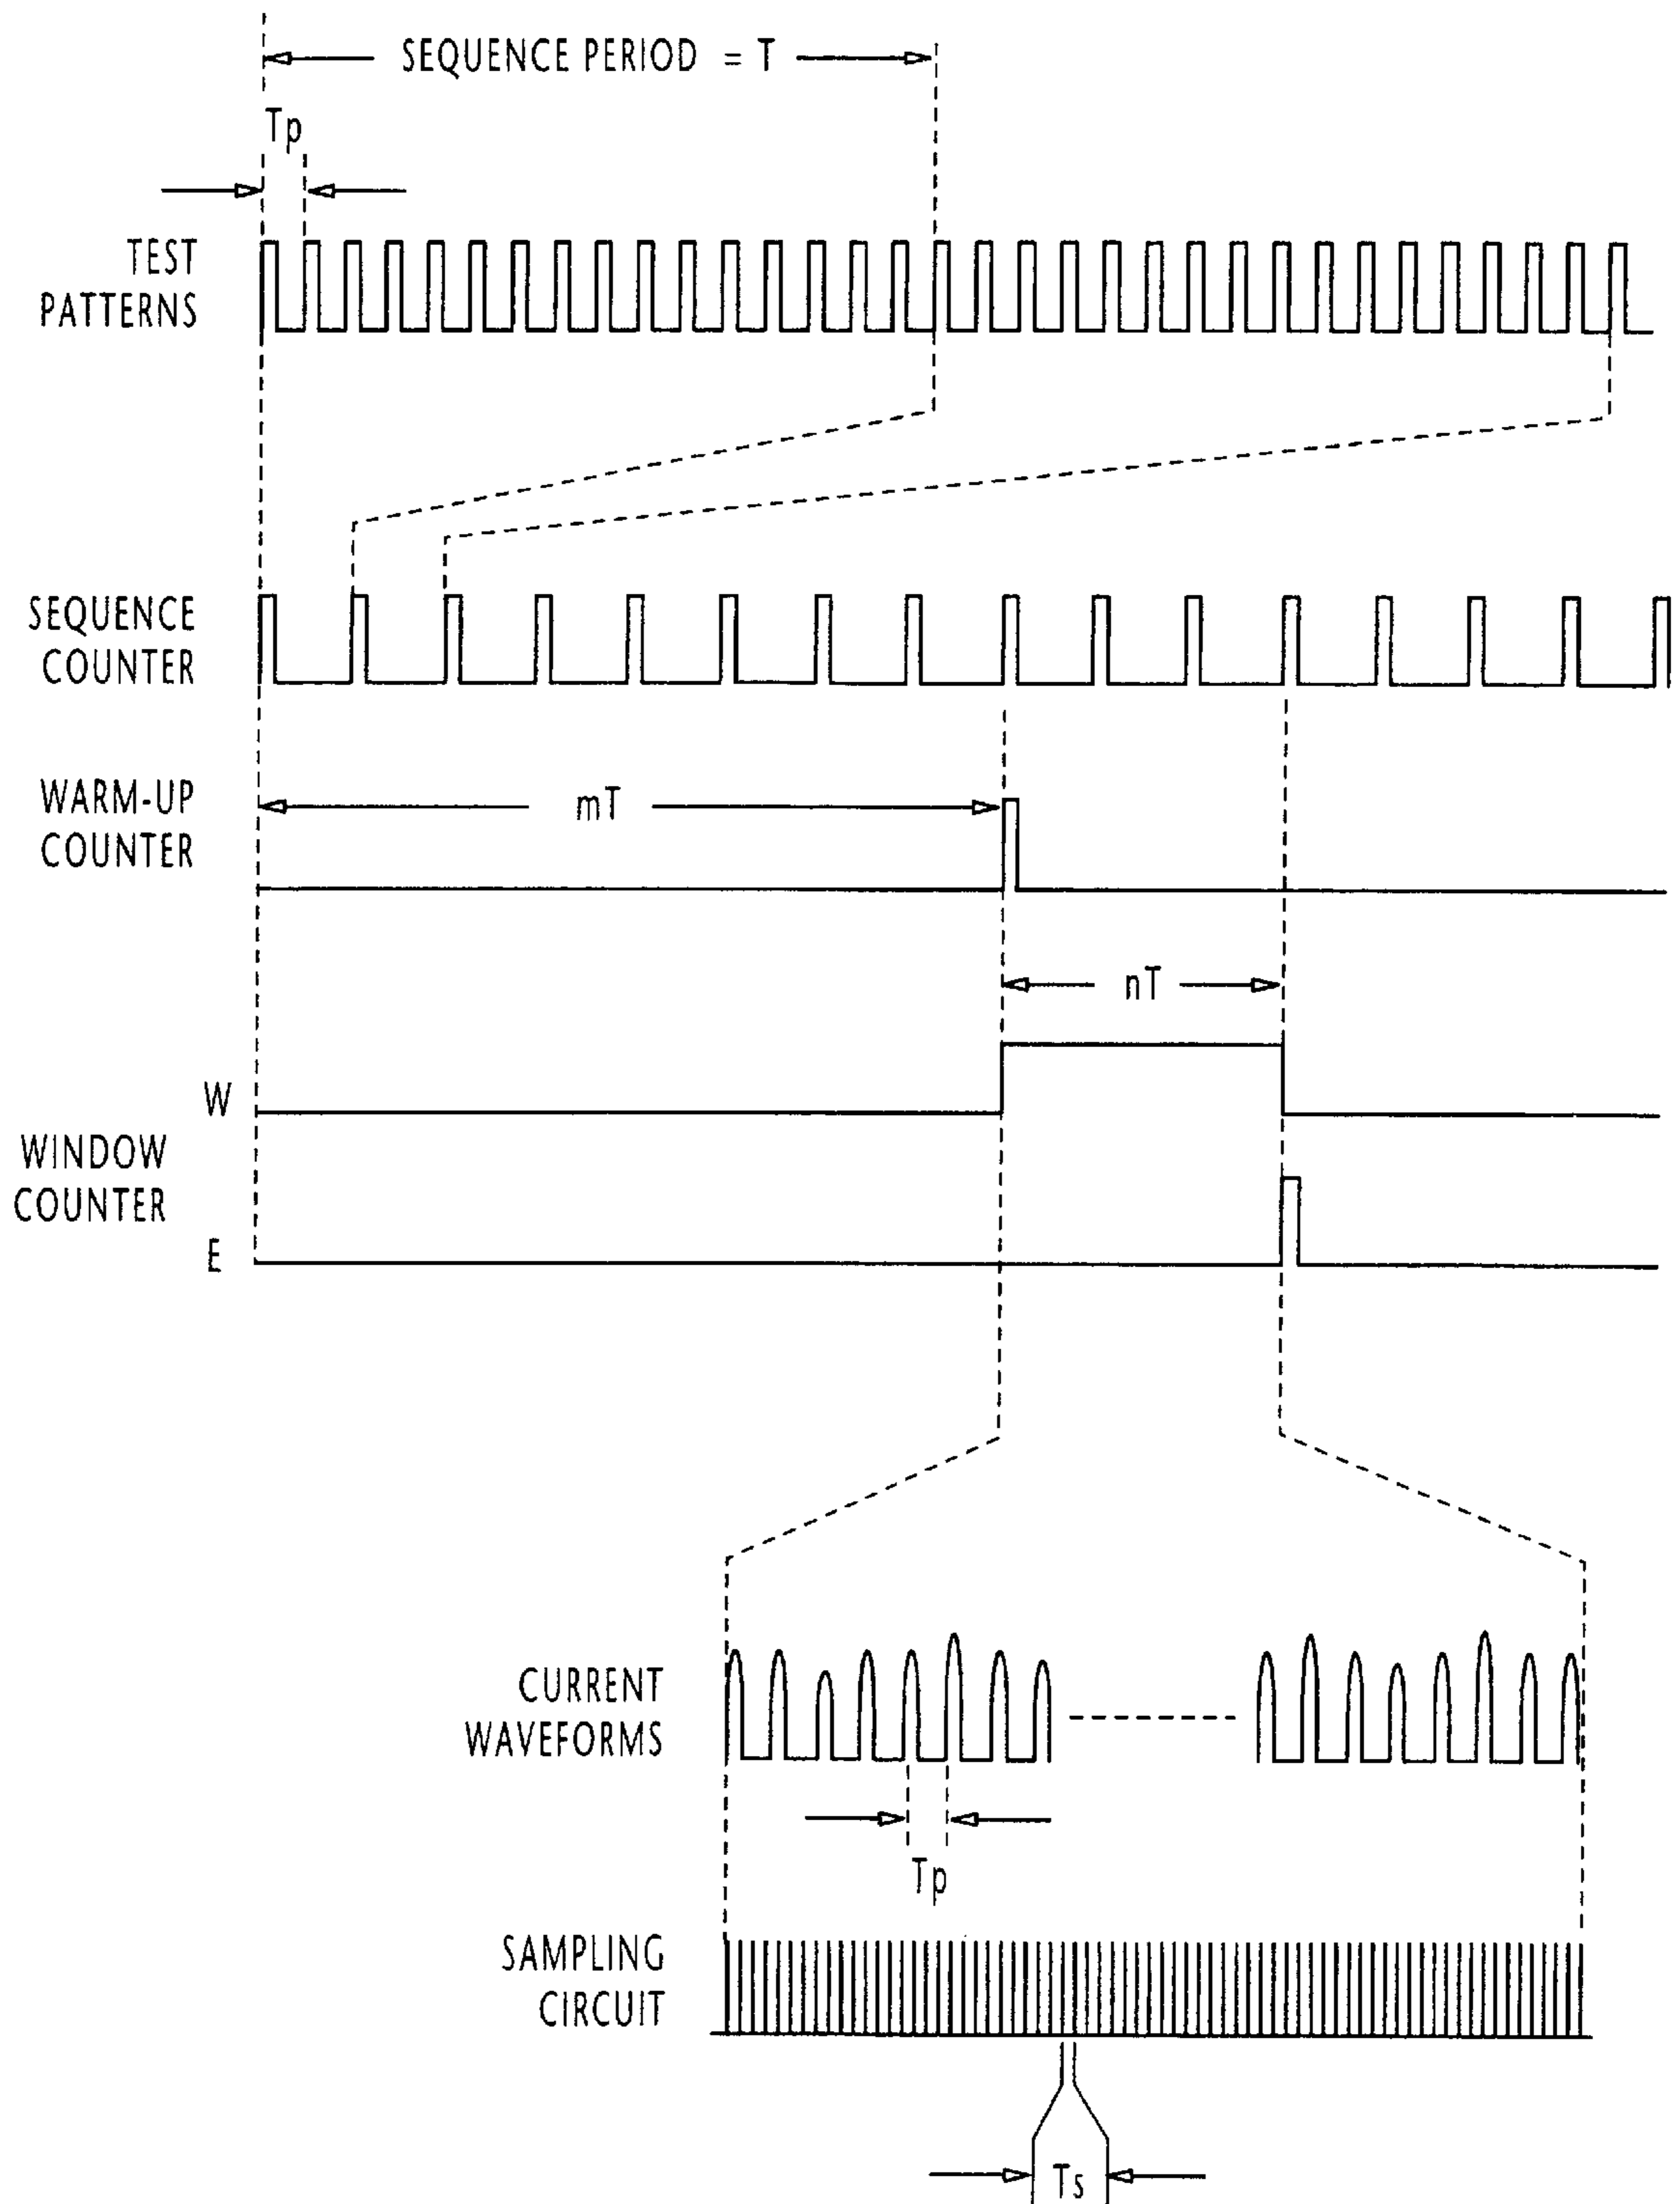 SEQUENCE PERIOD = T
Tp
TEST
PATTERNS
SEQUENCE
COUNTER
WARM-UP
COUNTER
mT
nT
W
WINDOW
COUNTER
E
CURRENT
WAVEFORMS
Tp
SAMPLING
CIRCUIT
Ts